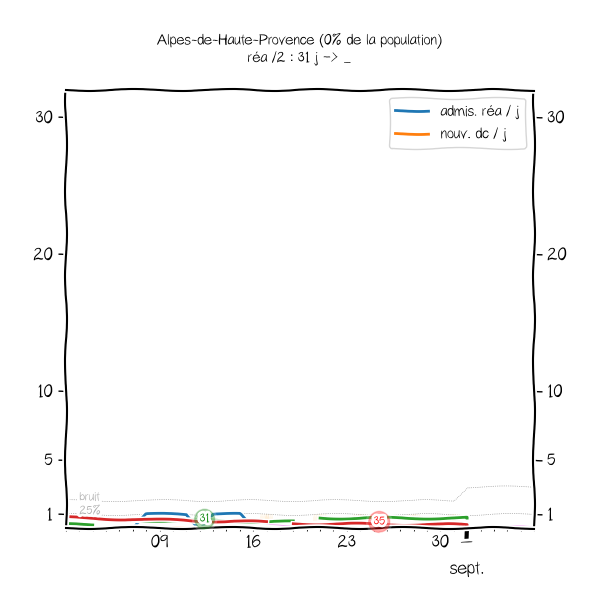 Alpes-de-Haute-Provence (0% de la population)
réa /2 : 31 j -> _
admis. réa / j
nouv. dc / j
30
30
20
20
10
10
5
5
bruit
25%
1
1
31
35
09
16
23
30
sept.